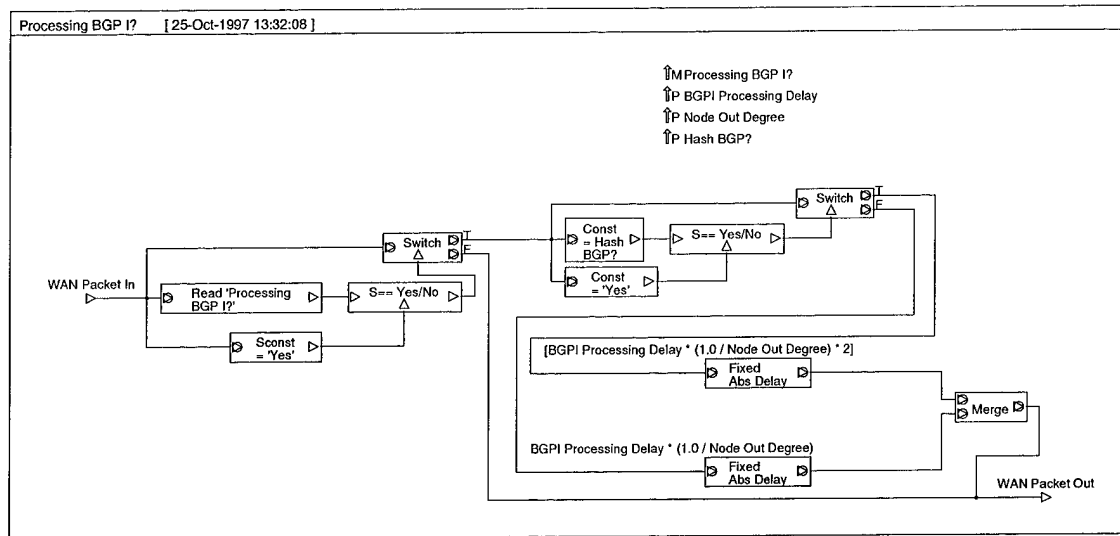 Processing BGP I? [ 25-Oct-1997 13:32:08 ]
⇑M Processing BGP I?
⇑P BGPI Processing Delay
⇑P Node Out Degree
⇑P Hash BGP?
Switch
T
F
Const
= Hash
BGP?
S== Yes/No
Const
= 'Yes'
Switch
T
F
WAN Packet In
Read 'Processing
BGP I?'
S== Yes/No
Sconst
= 'Yes'
[BGPI Processing Delay * (1.0 / Node Out Degree) * 2]
Fixed
Abs Delay
Merge
BGPI Processing Delay * (1.0 / Node Out Degree)
Fixed
Abs Delay
WAN Packet Out